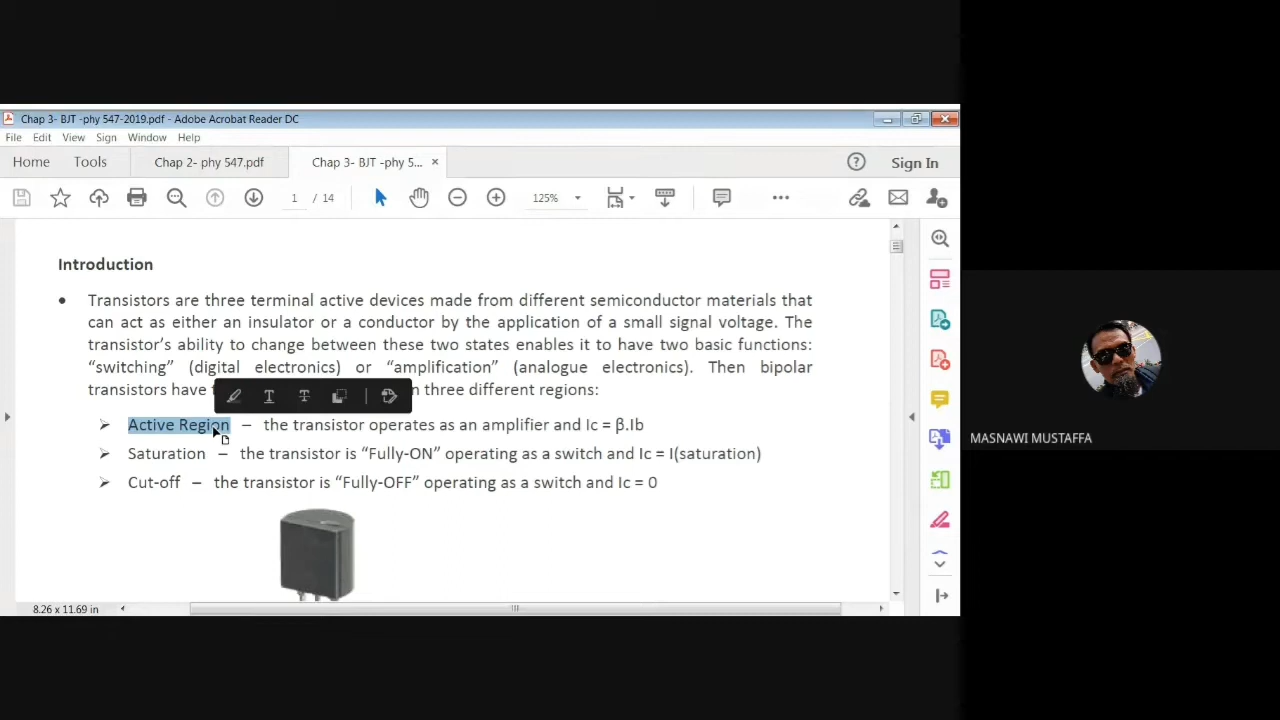 Chap 3- BJT -phy 547-2019.pdf - Adobe Acrobat Reader DC
File Edit View Sign Window Help
Home Tools Chap 2- phy 547.pdf Chap 3- BJT -phy 5... × Sign In
1 / 14 125%
Introduction
• Transistors are three terminal active devices made from different semiconductor materials that
can act as either an insulator or a conductor by the application of a small signal voltage. The
transistor’s ability to change between these two states enables it to have two basic functions:
“switching” (digital electronics) or “amplification” (analogue electronics). Then bipolar
transistors have in three different regions:
➢ Active Region – the transistor operates as an amplifier and Ic = β.Ib
➢ Saturation – the transistor is “Fully-ON” operating as a switch and Ic = I(saturation)
➢ Cut-off – the transistor is “Fully-OFF” operating as a switch and Ic = 0
8.26 x 11.69 in
MASNAWI MUSTAFFA